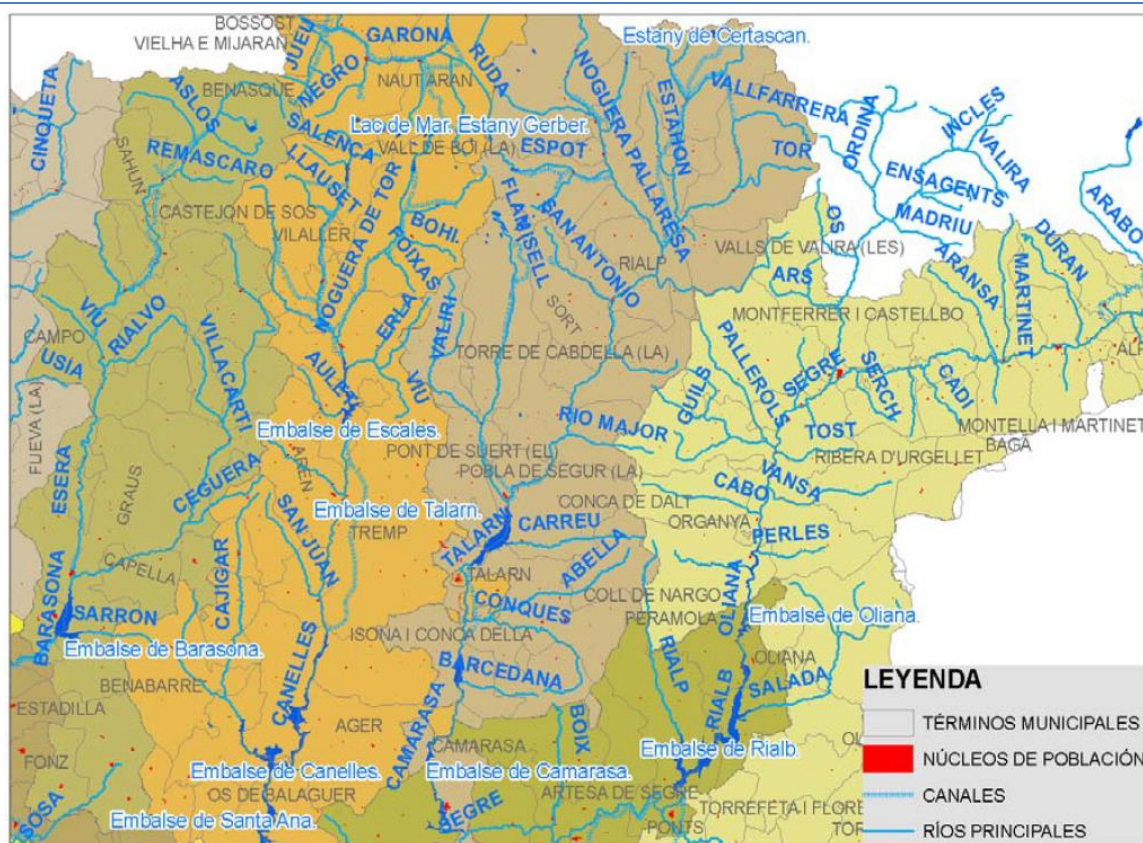 BOSSOST
VIELHA E MIJARAN
JUEU
GARONA
RUDA
Estany de Certascan.
CINQUETA
ASLOS
BENASQUE
NEGRO
NAUT ARAN
NOGUERA PALLARESA
ESTAHON
VALLFARRERA
ORDINA
INCLES
VALIRA
SALENCA
Lac de Mar. Estany Gerber.
VALL DE BOI (LA)
ESPOT
TOR
SAHUN
REMASCARO
LLAUSET
ENSAGENTS
ARABO
CASTEJON DE SOS
VILALLER
NOGUERA DE TOR
BOHI
FOIXAS
FLAMISELL
SAN ANTONIO
RIALP
OS
MADRIU
VALLS DE VALIRA (LES)
ARS
ARANSA
MARTINET
DURAN
VIU
RIALVO
CAMPO
USIA
VILLACARTI
ERLA
VALIRI
SORT
MONTFERRER I CASTELLBO
TORRE DE CABDELLA (LA)
PALLEROLS
SEGRE
SERCH
CADI
GUILS
VIU
FUEVA (LA)
Embalse de Escales.
RIO MAJOR
TOST
MONTELLA I MARTINET
BAGA
ESERA
GRAUS
CEGUERA
AREN
PONT DE SUERT (EL)
POBLA DE SEGUR (LA)
RIBERA D'URGELLET
VANSA
CABO
SAN JUAN
Embalse de Talarn.
CONCA DE DALT
ORGANYA
TREMP
TALARN
CARREU
PERLES
CAPELLA
CAJIGAR
TALARN
ABELLA
COLL DE NARGO
PERAMOLA
OLIANA
CONQUES
Embalse de Oliana.
BARASONA
SARRON
Embalse de Barasona.
ISONA I CONCA DELLA
RIALP
OLIANA
BENABARRE
CANELLES
BARCEDANA
RIALB
SALADA
ESTADILLA
AGER
CAMARASA
BOIX
FONZ
CAMARASA
Embalse de Rialb.
Embalse de Canelles.
Embalse de Camarasa.
OS DE BALAGUER
ARTESA DE SEGRE
SOSA
Embalse de Santa Ana.
SEGRE
PONTS
TORREFETA I FLORE
TOR
LEYENDA
TÉRMINOS MUNICIPALES
NÚCLEOS DE POBLACIÓN
CANALES
RÍOS PRINCIPALES